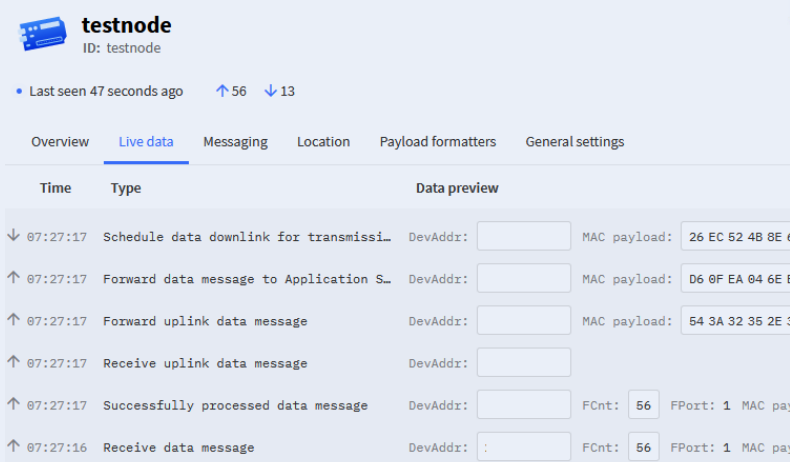 testnode
ID: testnode
Last seen 47 seconds ago ↑ 56 ↓ 13
Overview Live data Messaging Location Payload formatters General settings
Time Type Data preview
↓ 07:27:17 Schedule data downlink for transmissi… DevAddr: MAC payload: 26 EC 52 4B 8E
↑ 07:27:17 Forward data message to Application S… DevAddr: MAC payload: D6 0F EA 04 6E
↑ 07:27:17 Forward uplink data message DevAddr: MAC payload: 54 3A 32 35 2E
↑ 07:27:17 Receive uplink data message DevAddr:
↑ 07:27:17 Successfully processed data message DevAddr: FCnt: 56 FPort: 1 MAC pay
↑ 07:27:16 Receive data message DevAddr: FCnt: 56 FPort: 1 MAC pay